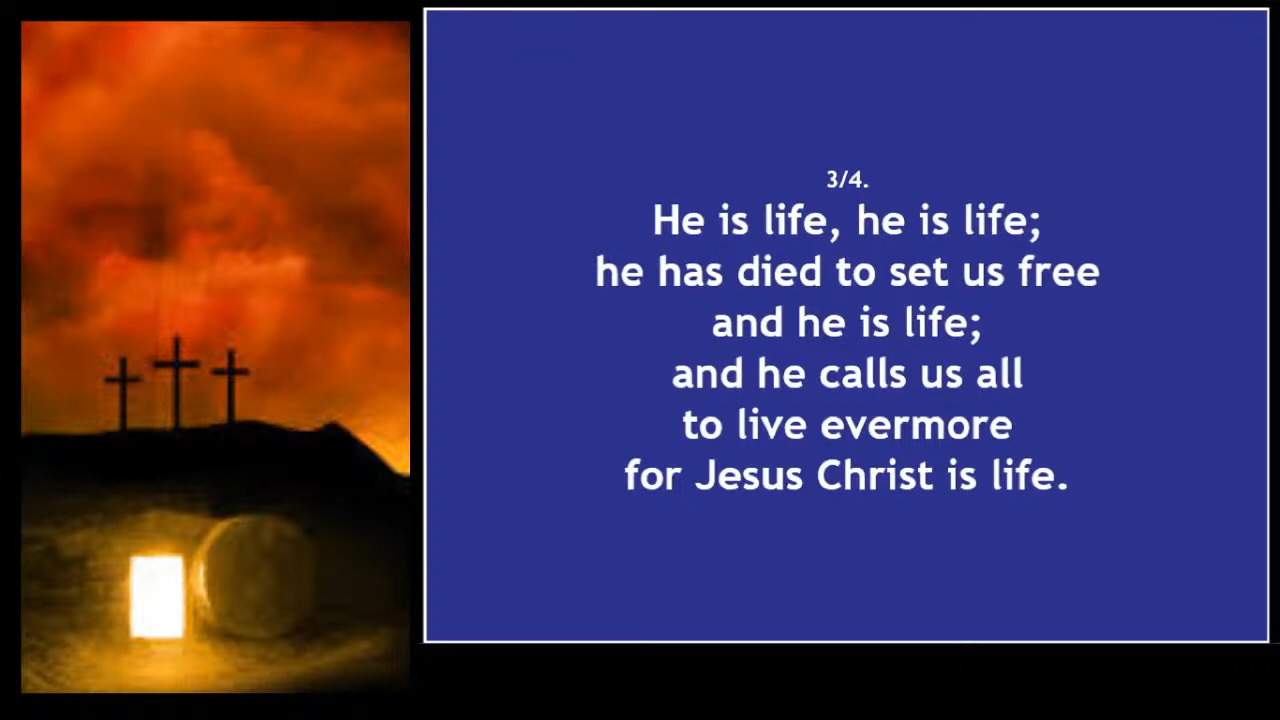 3/4.
He is life, he is life;
he has died to set us free
and he is life;
and he calls us all
to live evermore
for Jesus Christ is life.